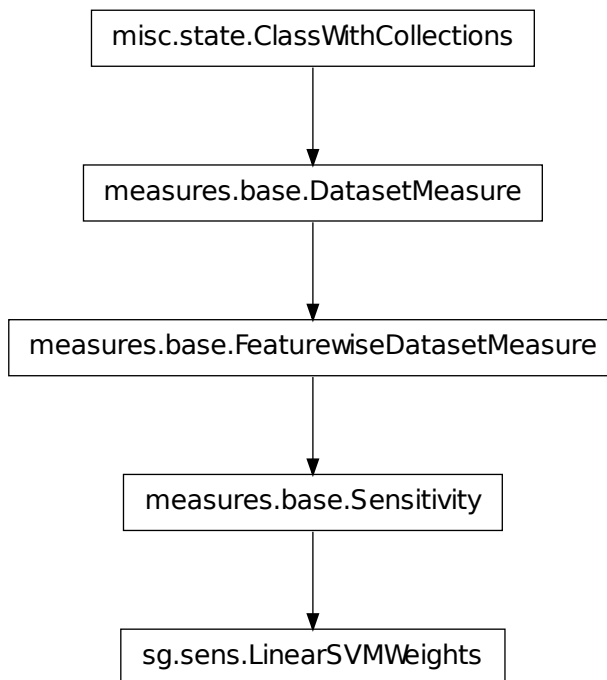 misc.state.ClassWithCollections
measures.base.DatasetMeasure
measures.base.FeaturewiseDatasetMeasure
measures.base.Sensitivity
sg.sens.LinearSVMWeights